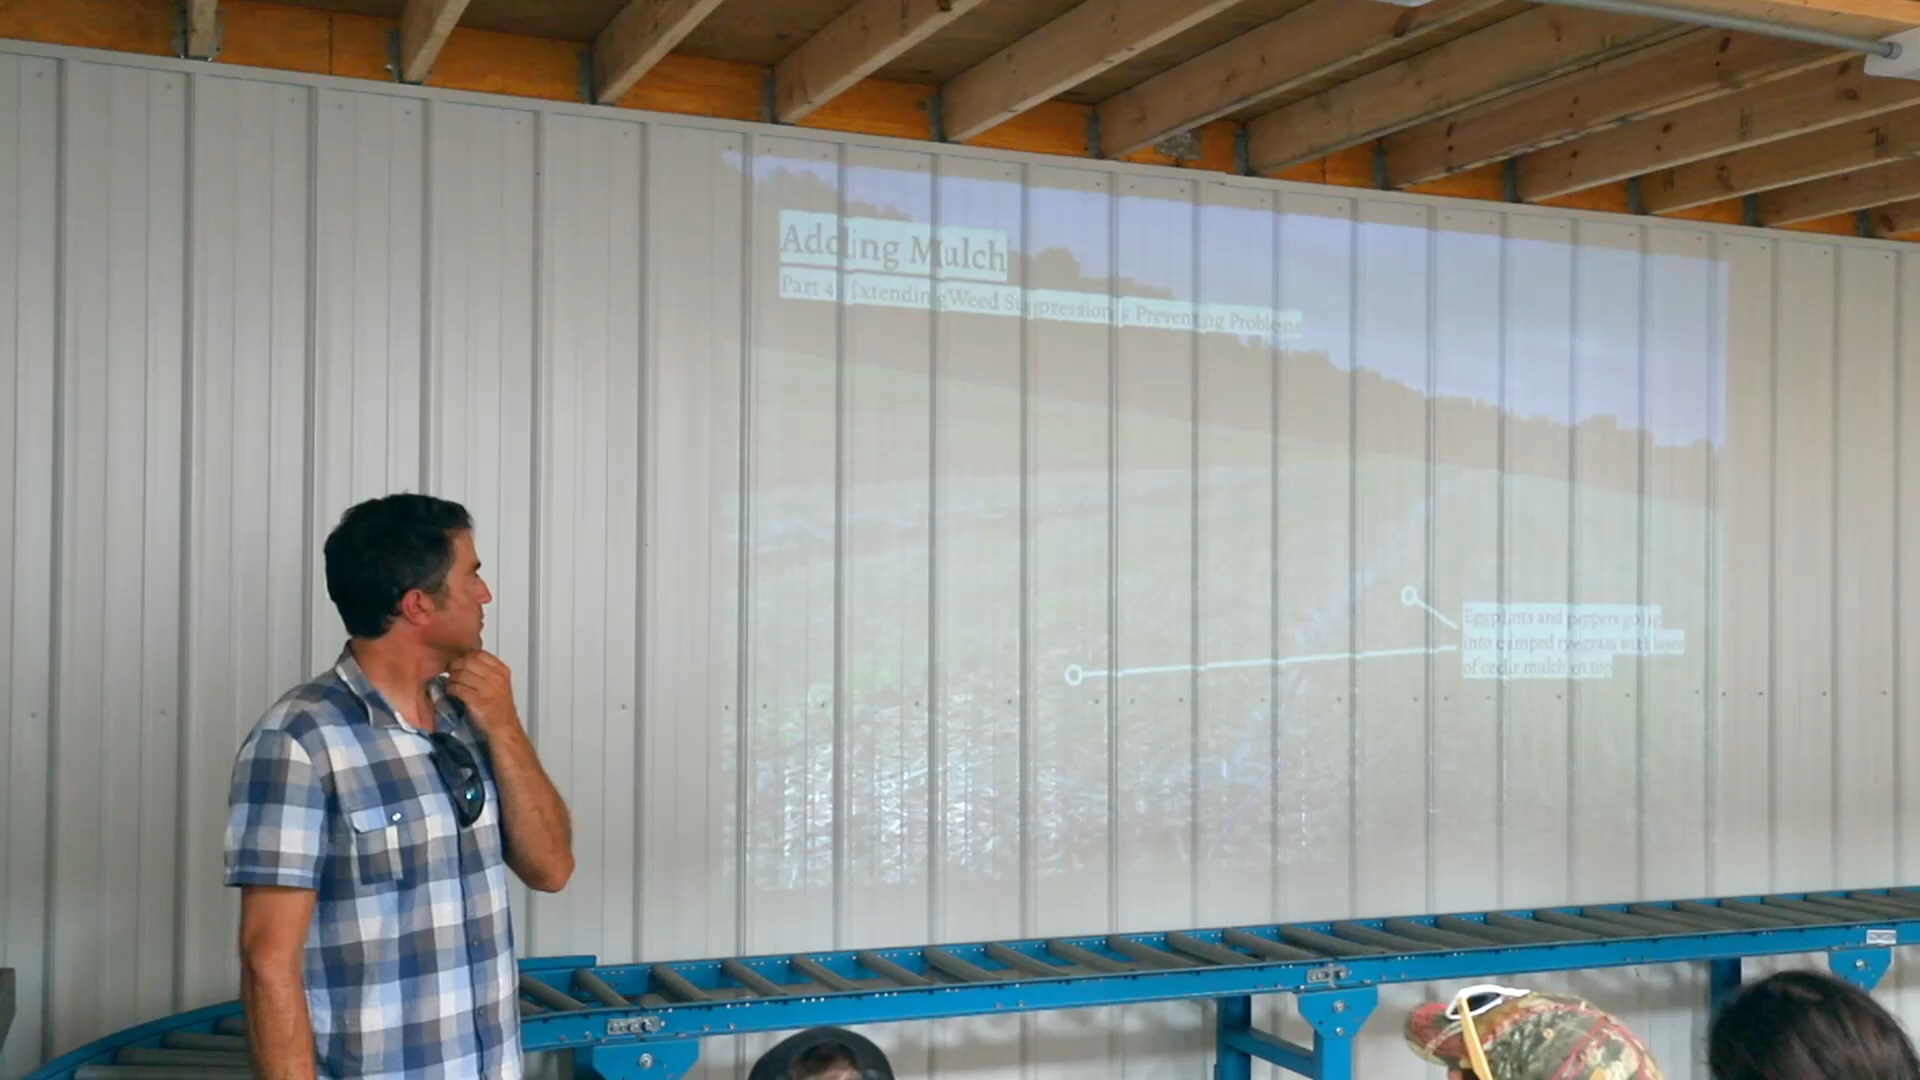 Adding Mulch
Part 4: Extending Weed Suppression & Preventing Problems
Eggplants and peppers going
into crimped ryegrass with layer
of cedar mulch on top